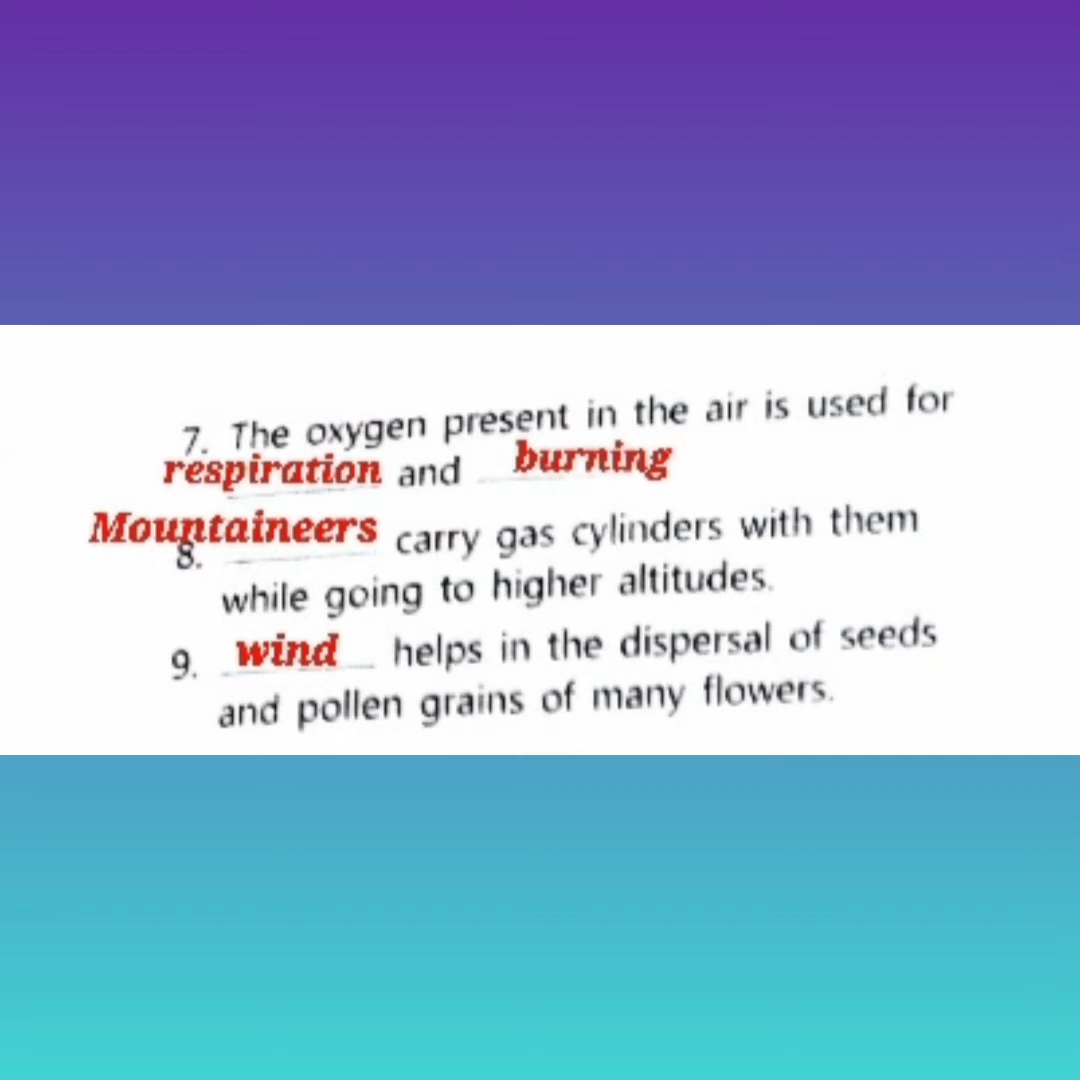 7. The oxygen present in the air is used for
respiration and burning
8. Mountaineers carry gas cylinders with them
while going to higher altitudes.
9. wind helps in the dispersal of seeds
and pollen grains of many flowers.